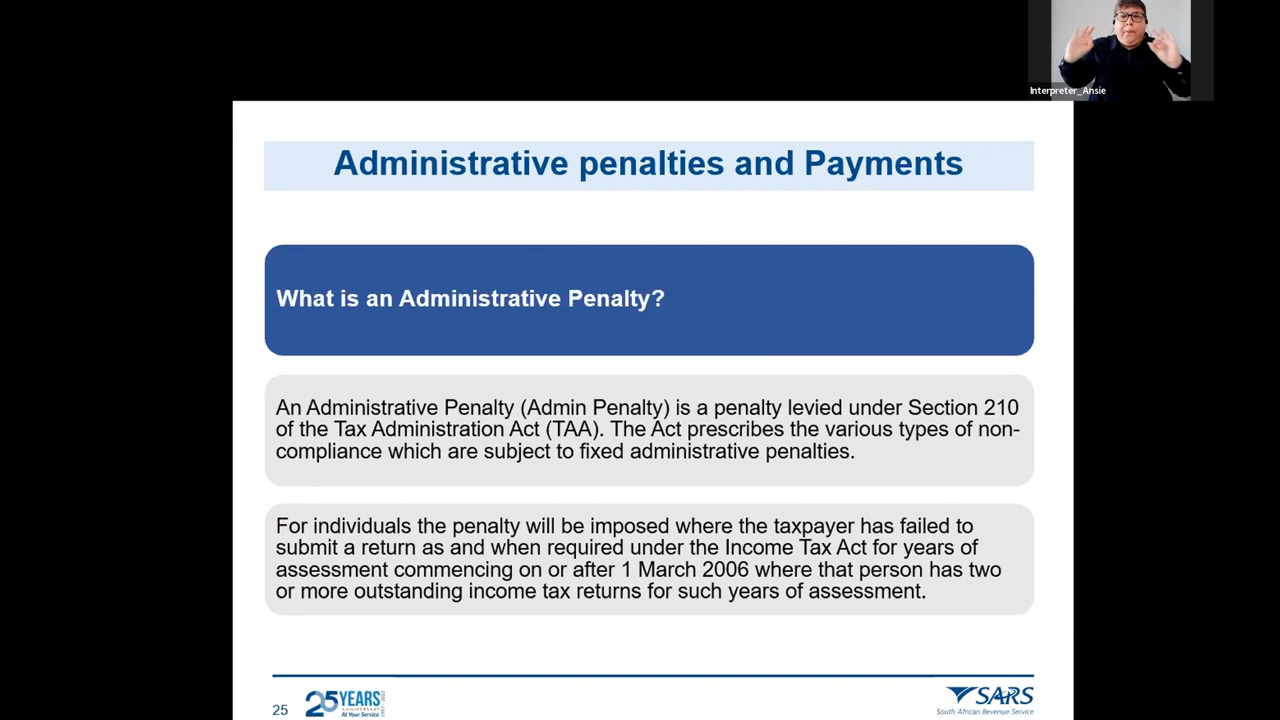 Interpreter_Ansie
Administrative penalties and Payments
What is an Administrative Penalty?
An Administrative Penalty (Admin Penalty) is a penalty levied under Section 210
of the Tax Administration Act (TAA). The Act prescribes the various types of non-
compliance which are subject to fixed administrative penalties.
For individuals the penalty will be imposed where the taxpayer has failed to
submit a return as and when required under the Income Tax Act for years of
assessment commencing on or after 1 March 2006 where that person has two
or more outstanding income tax returns for such years of assessment.
25
25 YEARS
ANNIVERSARY
At Your Service
SARS
South African Revenue Service